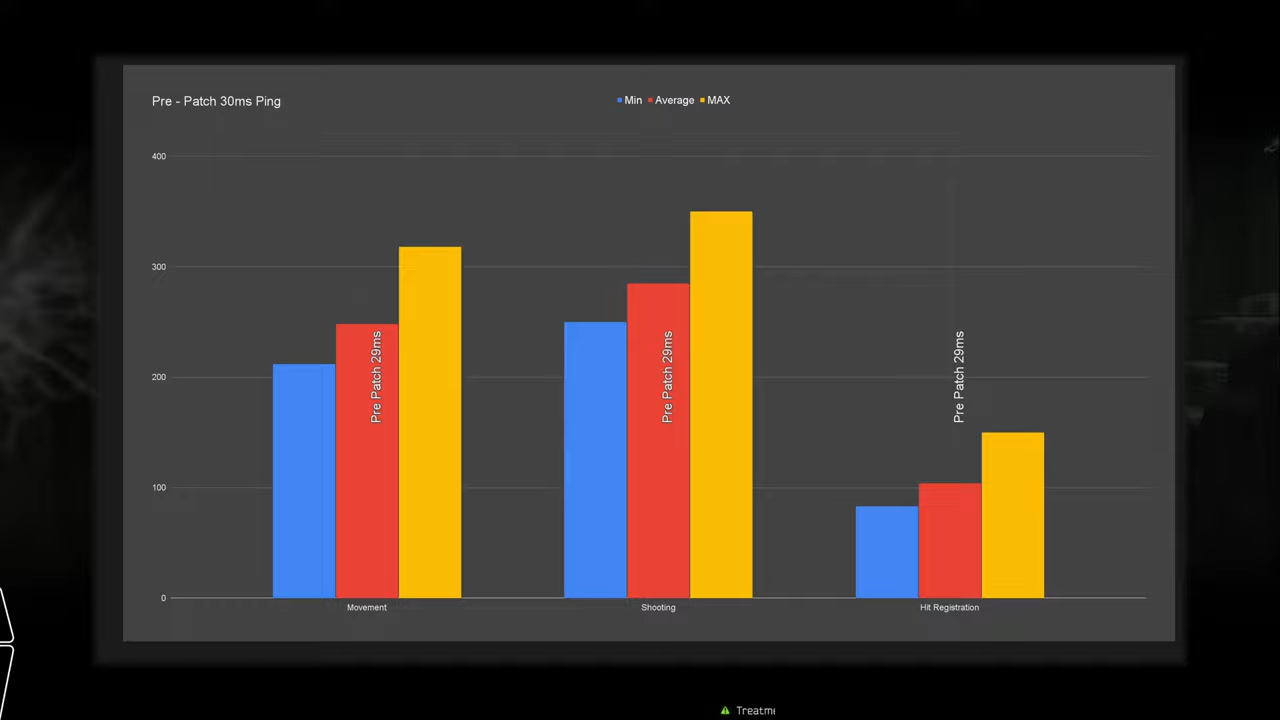 Pre - Patch 30ms Ping
Min Average MAX
400
300
200
100
0
Pre Patch 29ms
Pre Patch 29ms
Pre Patch 29ms
Movement
Shooting
Hit Registration